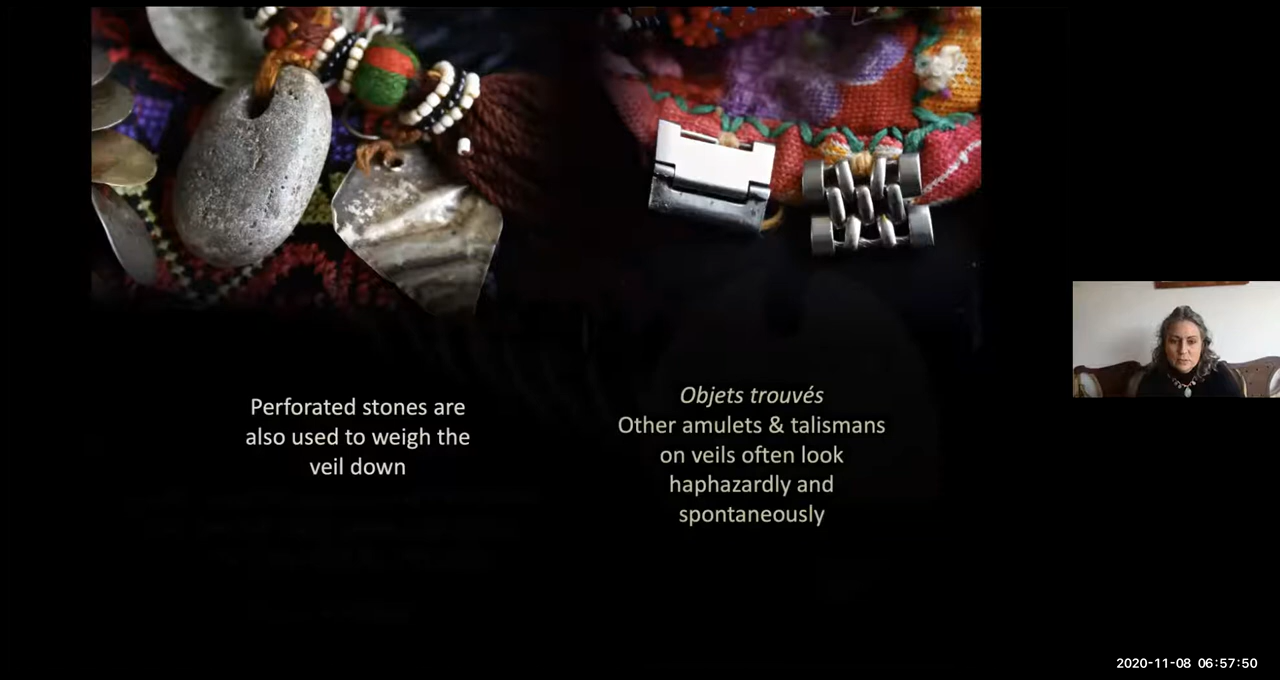 Perforated stones are
also used to weigh the
veil down
Objets trouvés
Other amulets & talismans
on veils often look
haphazardly and
spontaneously
2020-11-08 06:57:50